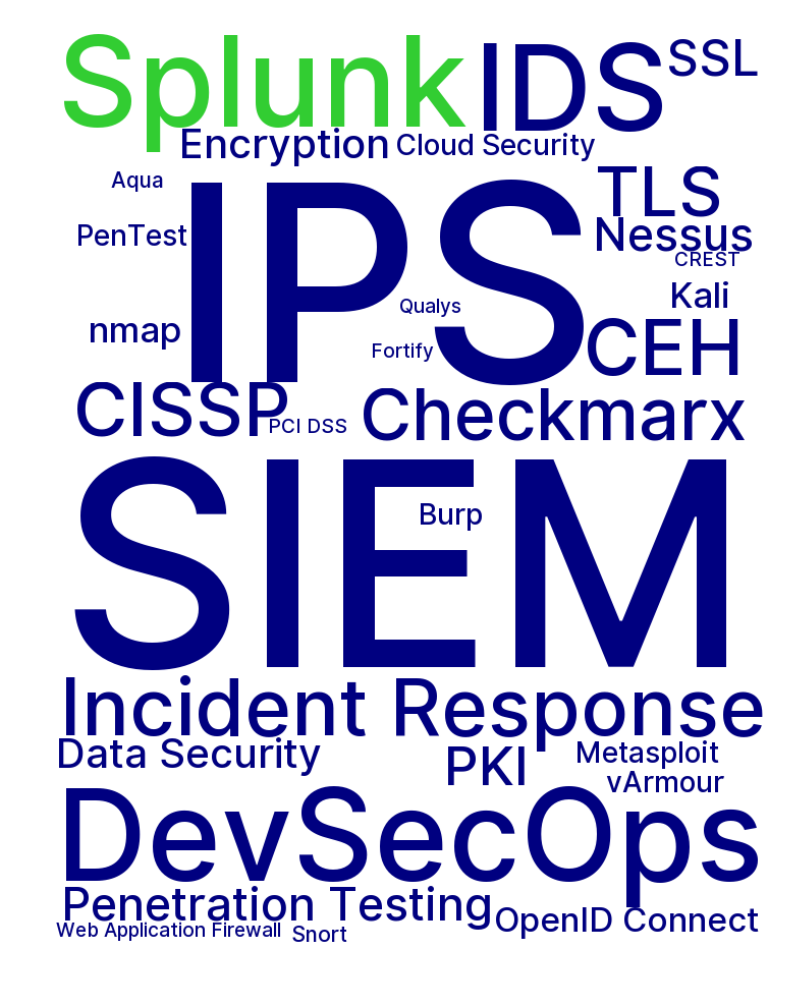 Splunk
IDS
SSL
Encryption
Cloud Security
Aqua
IPS
TLS
PenTest
Nessus
CREST
Kali
Qualys
nmap
Fortify
CEH
CISSP
PCI DSS
Checkmarx
SIEM
Burp
Incident Response
Data Security
PKI
Metasploit
vArmour
DevSecOps
Penetration Testing
OpenID Connect
Web Application Firewall
Snort